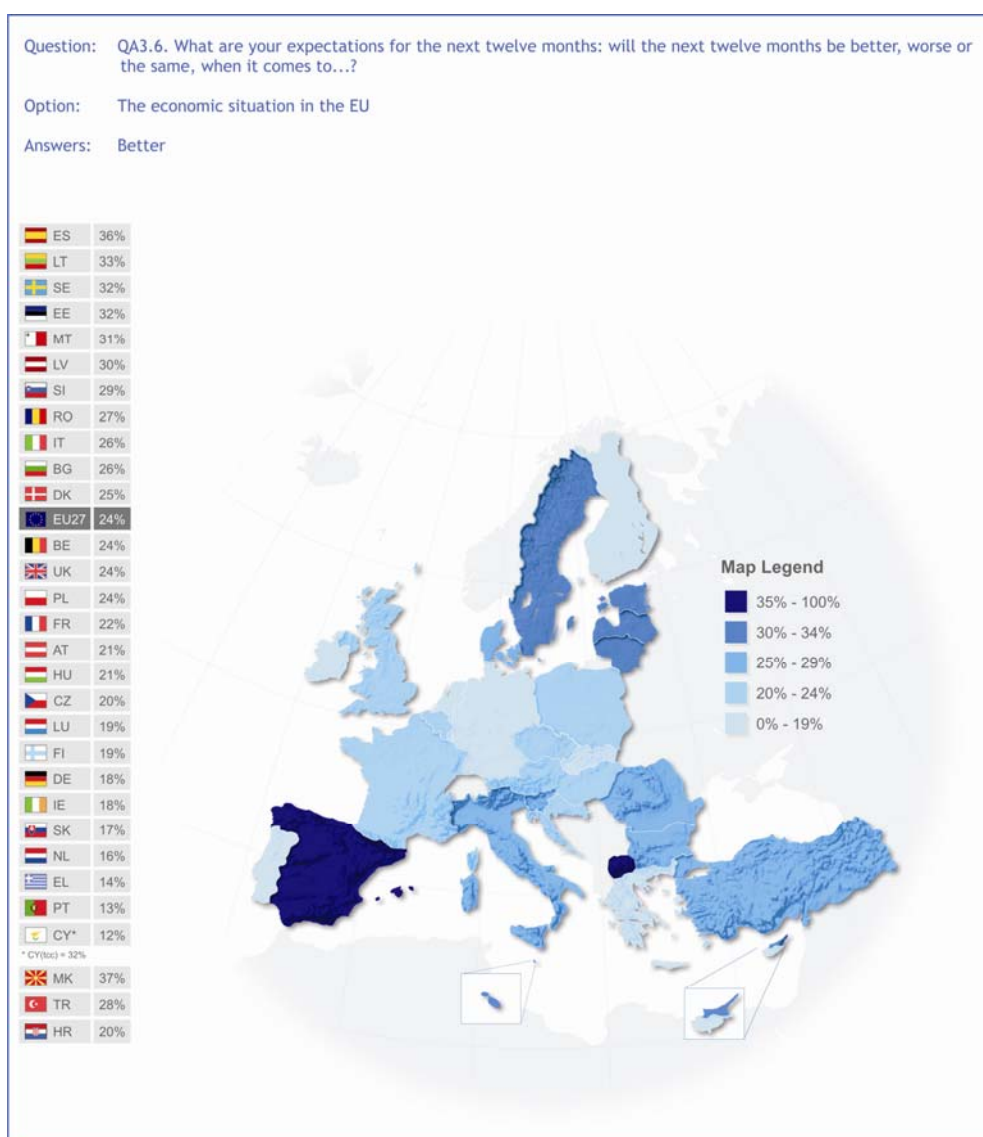 Question: QA3.6. What are your expectations for the next twelve months: will the next twelve months be better, worse or
the same, when it comes to...?
Option: The economic situation in the EU
Answers: Better
ES 36%
LT 33%
SE 32%
EE 32%
MT 31%
LV 30%
SI 29%
RO 27%
IT 26%
BG 26%
DK 25%
EU27 24%
BE 24%
UK 24%
PL 24%
FR 22%
AT 21%
HU 21%
CZ 20%
LU 19%
FI 19%
DE 18%
IE 18%
SK 17%
NL 16%
EL 14%
PT 13%
CY* 12%
* CY(tcc) = 32%
MK 37%
TR 28%
HR 20%
Map Legend
35% - 100%
30% - 34%
25% - 29%
20% - 24%
0% - 19%